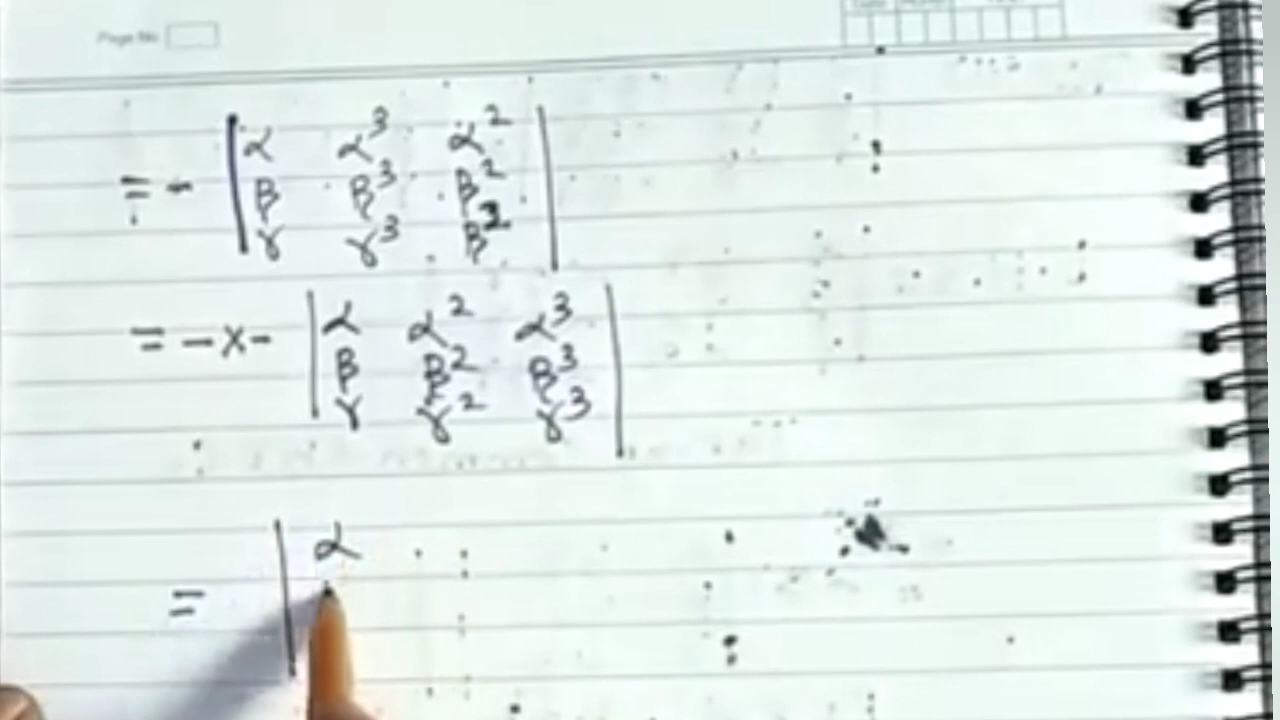 Page No
= - | α α³ α² |
| β β³ β² |
| γ γ³ β² |
= - x - | α α² α³ |
| β β² β³ |
| γ γ² γ³ |
= | α